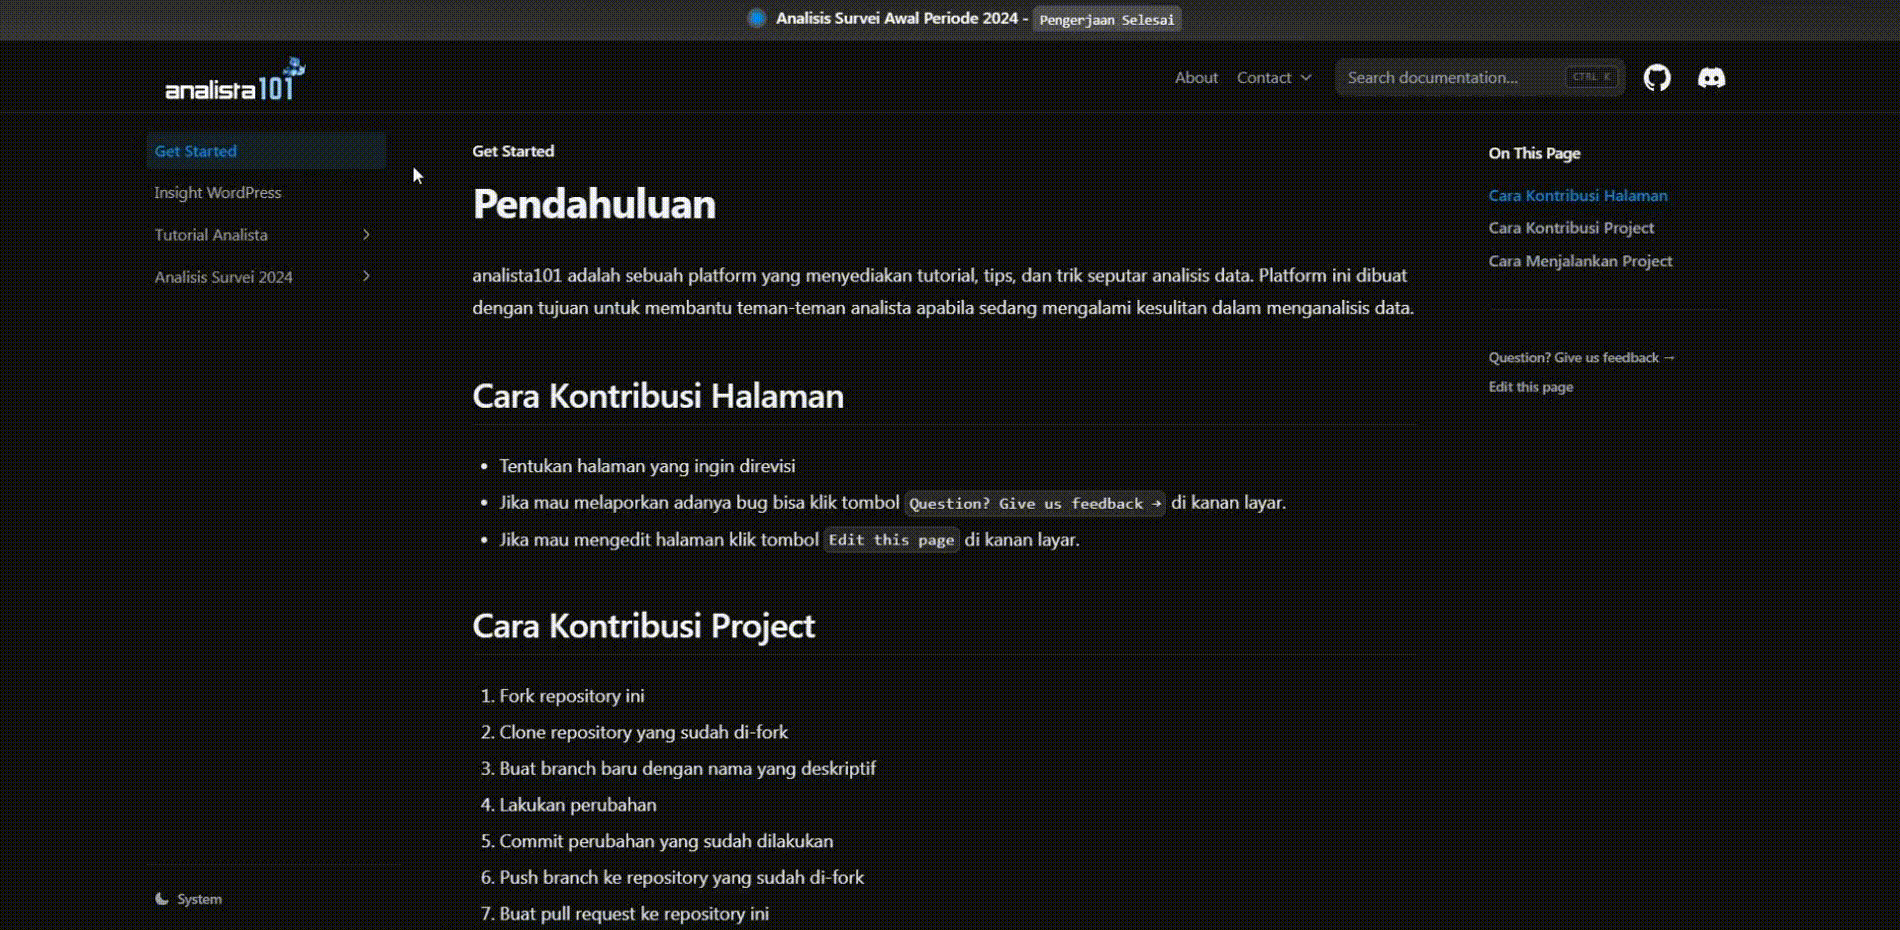 Analisis Survei Awal Periode 2024 - Pengerjaan Selesai
analista101
About
Contact
Search documentation...
CTRL K
Get Started
Insight WordPress
Tutorial Analista
Analisis Survei 2024
System
Get Started
Pendahuluan
analista101 adalah sebuah platform yang menyediakan tutorial, tips, dan trik seputar analisis data. Platform ini dibuat
dengan tujuan untuk membantu teman-teman analista apabila sedang mengalami kesulitan dalam menganalisis data.
Cara Kontribusi Halaman
• Tentukan halaman yang ingin direvisi
• Jika mau melaporkan adanya bug bisa klik tombol Question? Give us feedback → di kanan layar.
• Jika mau mengedit halaman klik tombol Edit this page di kanan layar.
Cara Kontribusi Project
1. Fork repository ini
2. Clone repository yang sudah di-fork
3. Buat branch baru dengan nama yang deskriptif
4. Lakukan perubahan
5. Commit perubahan yang sudah dilakukan
6. Push branch ke repository yang sudah di-fork
7. Buat pull request ke repository ini
On This Page
Cara Kontribusi Halaman
Cara Kontribusi Project
Cara Menjalankan Project
Question? Give us feedback →
Edit this page